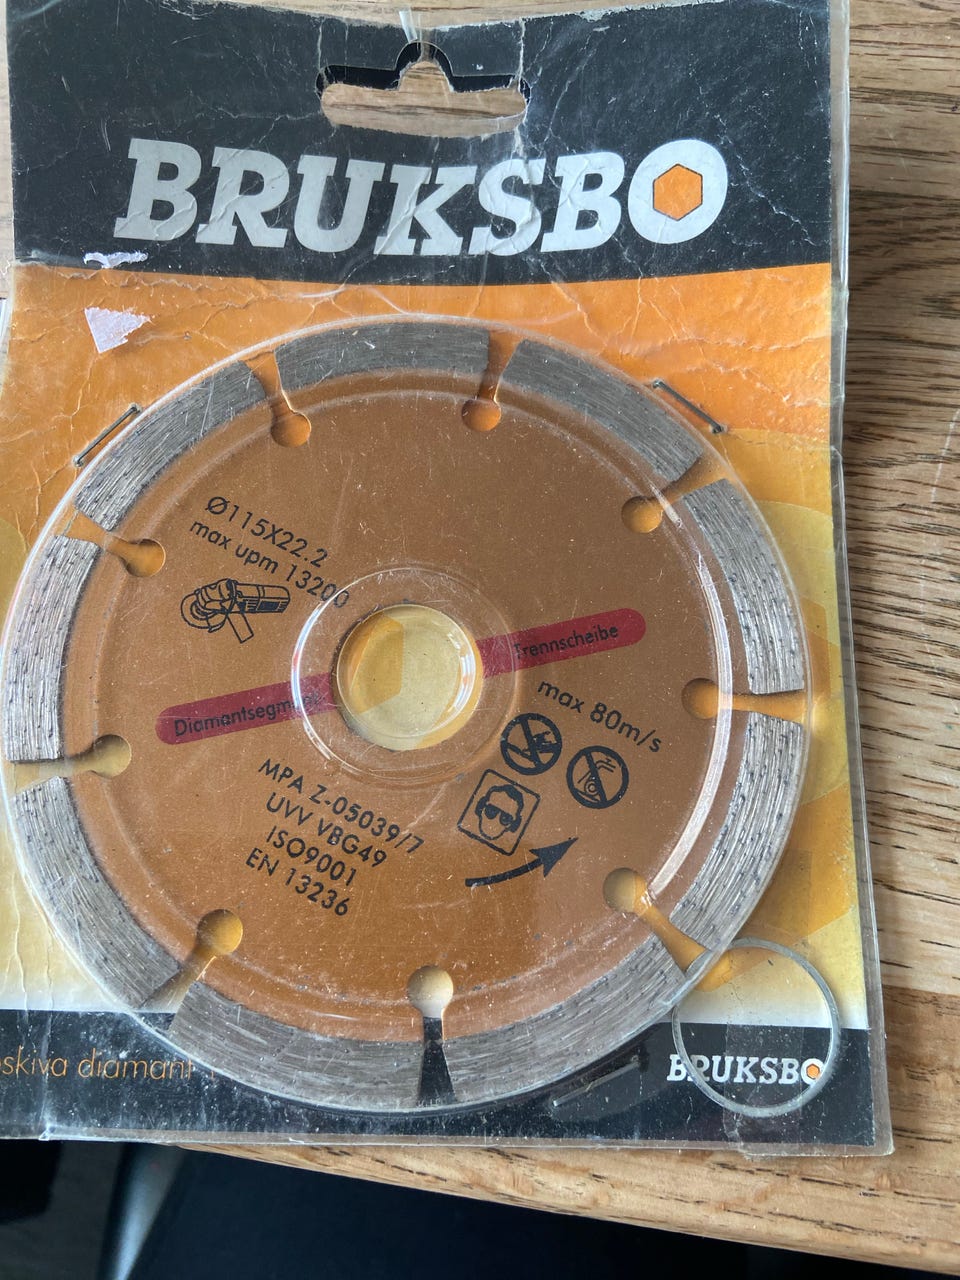 BRUKSBO
Ø115X22.2
max upm 13200
Diamantsegment
Trennscheibe
max 80m/s
MPA Z-05039/7
UVV VBG49
ISO9001
EN 13236
skiva diamant
BRUKSBO